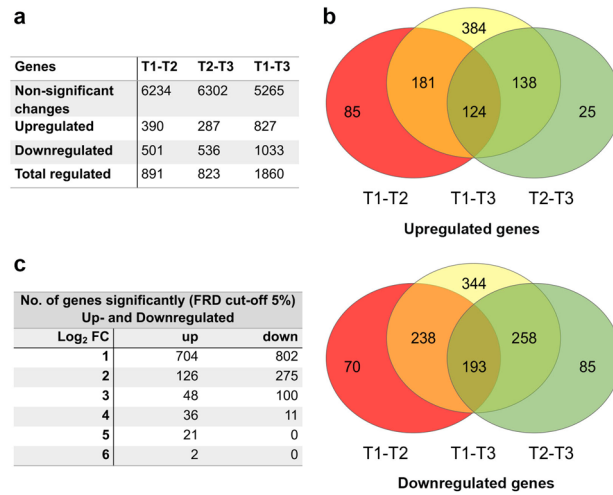 a
Genes T1-T2 T2-T3 T1-T3
Non-significant
changes 6234 6302 5265
Upregulated 390 287 827
Downregulated 501 536 1033
Total regulated 891 823 1860
b
384
181 138
85 124 25
T1-T2 T1-T3 T2-T3
Upregulated genes
c
No. of genes significantly (FRD cut-off 5%)
Up- and Downregulated
Log₂ FC up down
1 704 802
2 126 275
3 48 100
4 36 11
5 21 0
6 2 0
344
238 258
70 193 85
T1-T2 T1-T3 T2-T3
Downregulated genes